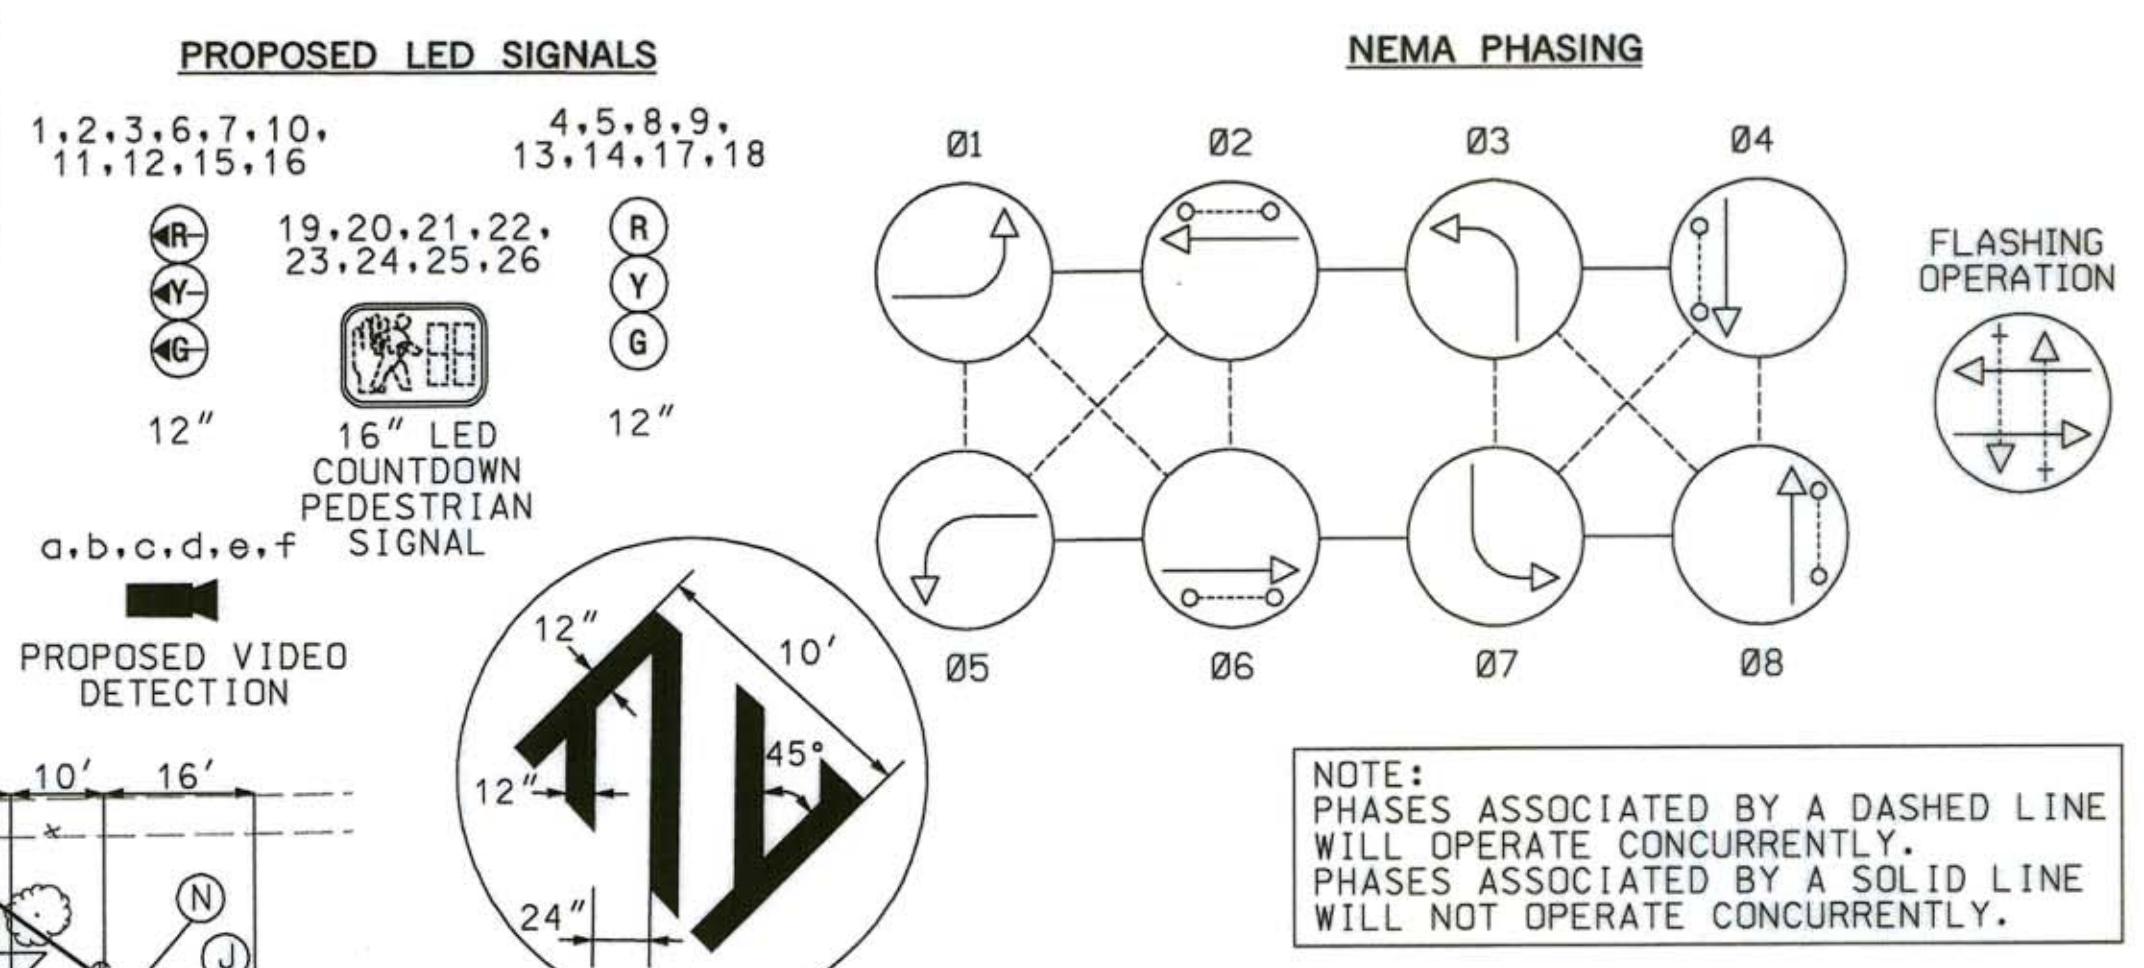 PROPOSED LED SIGNALS
1,2,3,6,7,10,
11,12,15,16
R
Y
G
12"
19,20,21,22,
23,24,25,26
16" LED
COUNTDOWN
PEDESTRIAN
SIGNAL
4,5,8,9,
13,14,17,18
R
Y
G
12"
a,b,c,d,e,f
PROPOSED VIDEO
DETECTION
10'
16'
N
J
12"
10'
45°
12"
24"
NEMA PHASING
Ø1
Ø2
Ø3
Ø4
Ø5
Ø6
Ø7
Ø8
FLASHING
OPERATION
NOTE:
PHASES ASSOCIATED BY A DASHED LINE
WILL OPERATE CONCURRENTLY.
PHASES ASSOCIATED BY A SOLID LINE
WILL NOT OPERATE CONCURRENTLY.